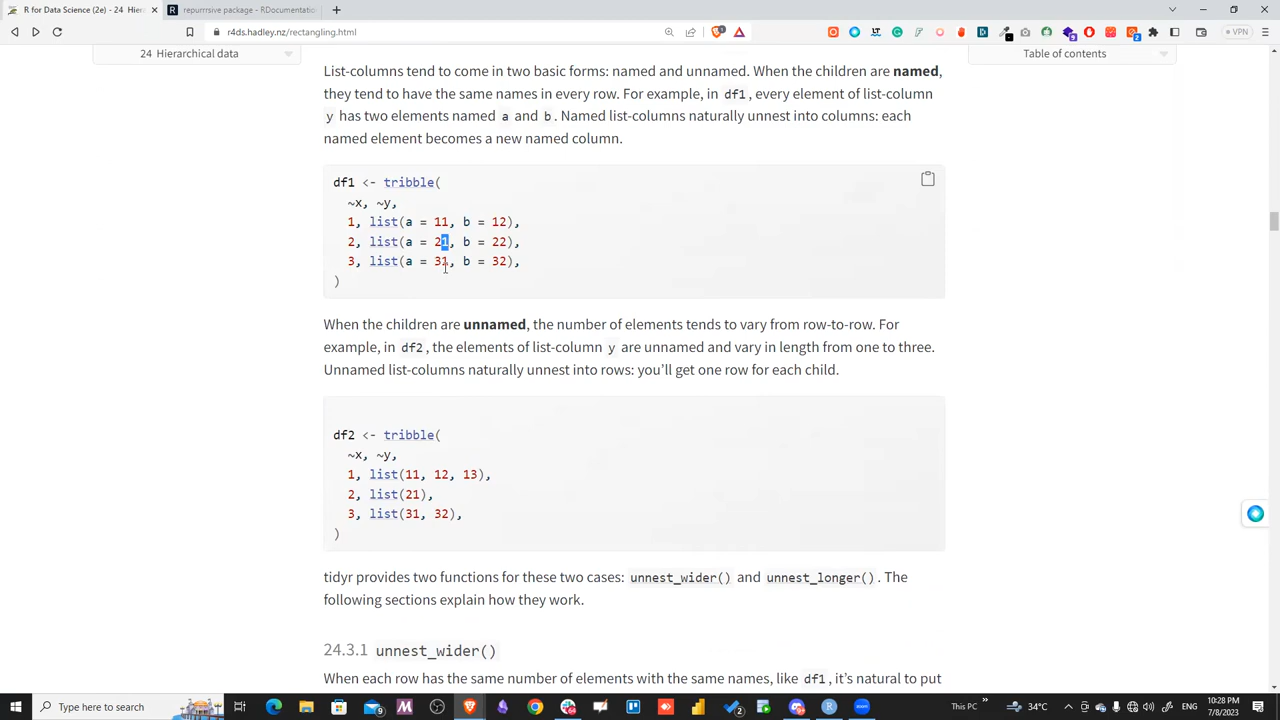 R for Data Science (2e) - 24 Hier
repurrrsive package - RDocumentati
r4ds.hadley.nz/rectangling.html
VPN
24 Hierarchical data
Table of contents
List-columns tend to come in two basic forms: named and unnamed. When the children are named,
they tend to have the same names in every row. For example, in df1, every element of list-column
y has two elements named a and b. Named list-columns naturally unnest into columns: each
named element becomes a new named column.
df1 <- tribble(
~x, ~y,
1, list(a = 11, b = 12),
2, list(a = 21, b = 22),
3, list(a = 31, b = 32),
)
When the children are unnamed, the number of elements tends to vary from row-to-row. For
example, in df2, the elements of list-column y are unnamed and vary in length from one to three.
Unnamed list-columns naturally unnest into rows: you'll get one row for each child.
df2 <- tribble(
~x, ~y,
1, list(11, 12, 13),
2, list(21),
3, list(31, 32),
)
tidyr provides two functions for these two cases: unnest_wider() and unnest_longer(). The
following sections explain how they work.
24.3.1 unnest_wider()
When each row has the same number of elements with the same names, like df1, it's natural to put
Type here to search
This PC
34°C
10:28 PM
7/8/2023